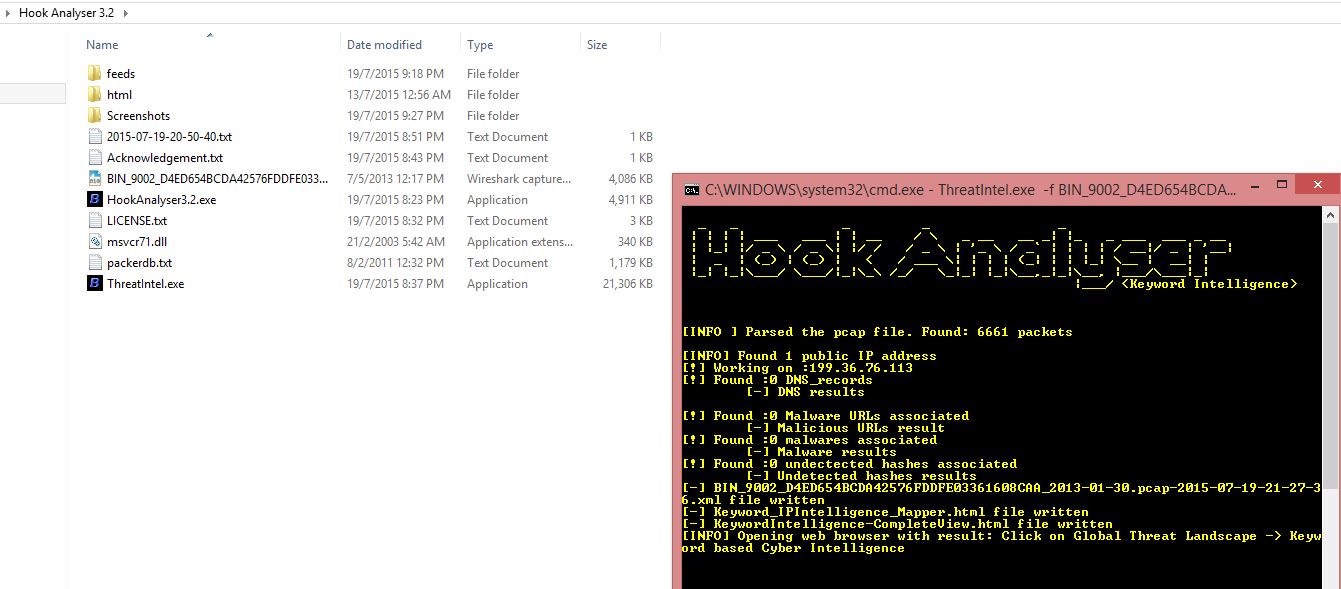 Hook Analyser 3.2
Name Date modified Type Size
feeds 19/7/2015 9:18 PM File folder
html 13/7/2015 12:56 AM File folder
Screenshots 19/7/2015 9:27 PM File folder
2015-07-19-20-50-40.txt 19/7/2015 8:51 PM Text Document 1 KB
Acknowledgement.txt 19/7/2015 8:43 PM Text Document 1 KB
BIN_9002_D4ED654BCDA42576FDDFE033... 7/5/2013 12:17 PM Wireshark capture... 4,086 KB
HookAnalyser3.2.exe 19/7/2015 8:23 PM Application 4,911 KB
LICENSE.txt 19/7/2015 8:32 PM Text Document 3 KB
msvcr71.dll 21/2/2003 5:42 AM Application extens... 340 KB
packerdb.txt 8/2/2011 12:32 PM Text Document 1,179 KB
ThreatIntel.exe 19/7/2015 8:37 PM Application 21,306 KB
C:\WINDOWS\system32\cmd.exe - ThreatIntel.exe -f BIN_9002_D4ED654BCDA...
Hook Analyser
<Keyword Intelligence>
[INFO ] Parsed the pcap file. Found: 6661 packets
[INFO] Found 1 public IP address
[!] Working on :199.36.76.113
[!] Found :0 DNS_records
[-] DNS results
[!] Found :0 Malware URLs associated
[-] Malicious URLs result
[!] Found :0 malwares associated
[-] Malware results
[!] Found :0 undectected hashes associated
[-] Undetected hashes results
[-] BIN_9002_D4ED654BCDA42576FDDFE03361608CAA_2013-01-30.pcap-2015-07-19-21-27-3
6.xml file written
[-] Keyword_IPIntelligence_Mapper.html file written
[-] KeywordIntelligence-CompleteView.html file written
[INFO] Opening web browser with result: Click on Global Threat Landscape -> Keyw
ord based Cyber Intelligence